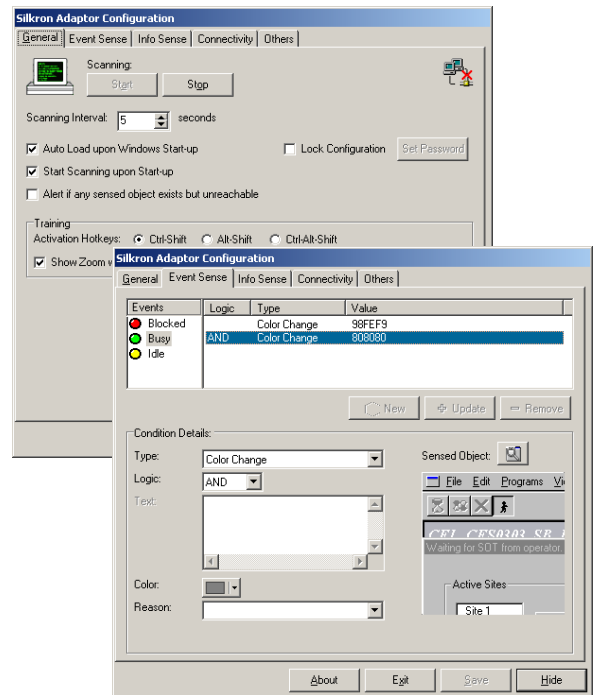 Silkron Adaptor Configuration
General Event Sense Info Sense Connectivity Others
Scanning:
Start Stop
Scanning Interval: 5 seconds
Auto Load upon Windows Start-up
Lock Configuration Set Password
Start Scanning upon Start-up
Alert if any sensed object exists but unreachable
Training
Activation Hotkeys: Ctrl-Shift Alt-Shift Ctrl-Alt-Shift
Show Zoom
Silkron Adaptor Configuration
General Event Sense Info Sense Connectivity Others
Events Logic Type Value
Blocked Color Change 98FEF9
Busy AND Color Change 808080
Idle
New Update Remove
Condition Details:
Type: Color Change
Sensed Object:
Logic: AND
File Edit Programs
Text:
Waiting for SOT from operator.
Active Sites
Site 1
Color:
Reason:
About Exit Save Hide